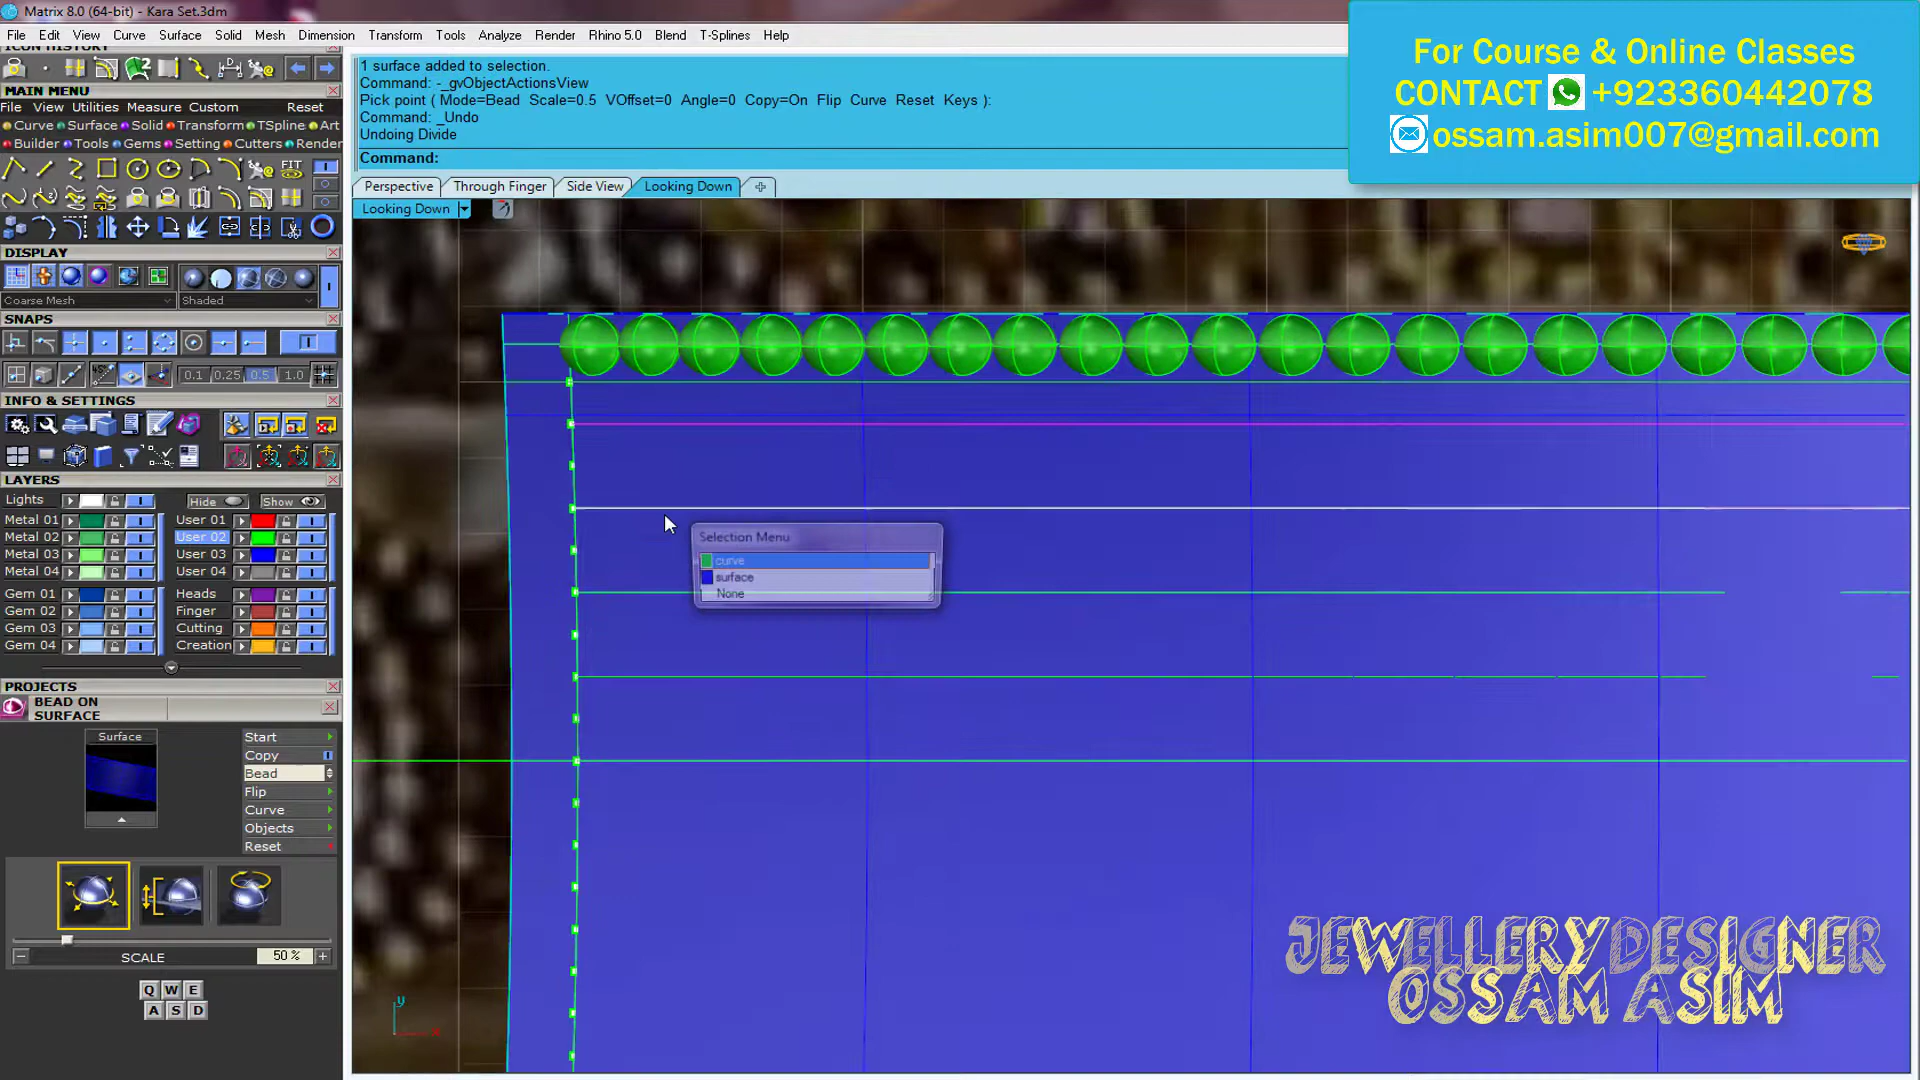 Matrix 8.0 (64-bit) - Kara Set.3dm
File Edit View Curve Surface Solid Mesh Dimension Transform Tools Analyze Render Rhino 5.0 Blend T-Splines Help
ICON HISTORY
MAIN MENU
File View Utilities Measure Custom Reset
Curve Surface Solid Transform TSpline Art
Builder Tools Gems Setting Cutters Render
FIT
DISPLAY
Coarse Mesh Shaded
SNAPS
0.1 0.25 0.5 1.0
INFO & SETTINGS
LAYERS
Lights Hide Show
Metal 01 User 01
Metal 02 User 02
Metal 03 User 03
Metal 04 User 04
Gem 01 Heads
Gem 02 Finger
Gem 03 Cutting
Gem 04 Creation
PROJECTS
BEAD ON
SURFACE
Surface
Start
Copy
Bead
Flip
Curve
Objects
Reset
SCALE 50 %
Q W E
A S D
1 surface added to selection.
Command: -_gvObjectActionsView
Pick point ( Mode=Bead Scale=0.5 VOffset=0 Angle=0 Copy=On Flip Curve Reset Keys ):
Command: _Undo
Undoing Divide
Command:
Perspective Through Finger Side View Looking Down
Looking Down
Selection Menu
curve
surface
None
y
x
For Course & Online Classes
CONTACT +923360442078
ossam.asim007@gmail.com
JEWELLERY DESIGNER
OSSAM ASIM